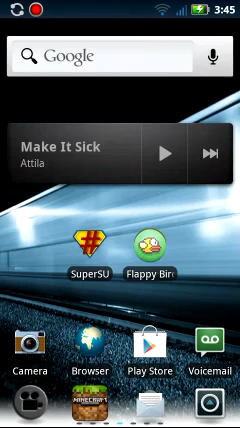 3:45
Google
Make It Sick
Attila
SuperSU
Flappy Bird
Camera
Browser
Play Store
Voicemail
MINECRAFT